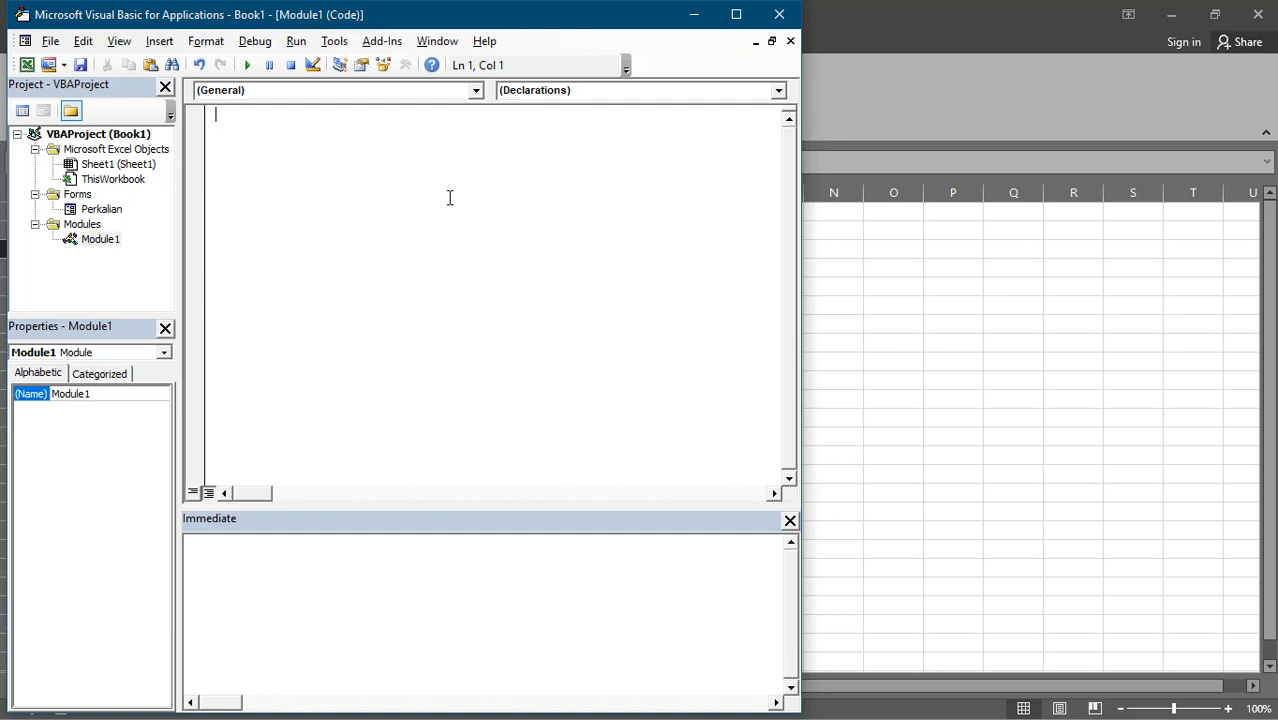 Microsoft Visual Basic for Applications - Book1 - [Module1 (Code)]
File Edit View Insert Format Debug Run Tools Add-Ins Window Help
Sign in Share
Ln 1, Col 1
Project - VBAProject
(General) (Declarations)
VBAProject (Book1)
Microsoft Excel Objects
Sheet1 (Sheet1)
ThisWorkbook
Forms
Perkalian
Modules
Module1
N O P Q R S T U
Properties - Module1
Module1 Module
Alphabetic Categorized
(Name) Module1
Immediate
100%